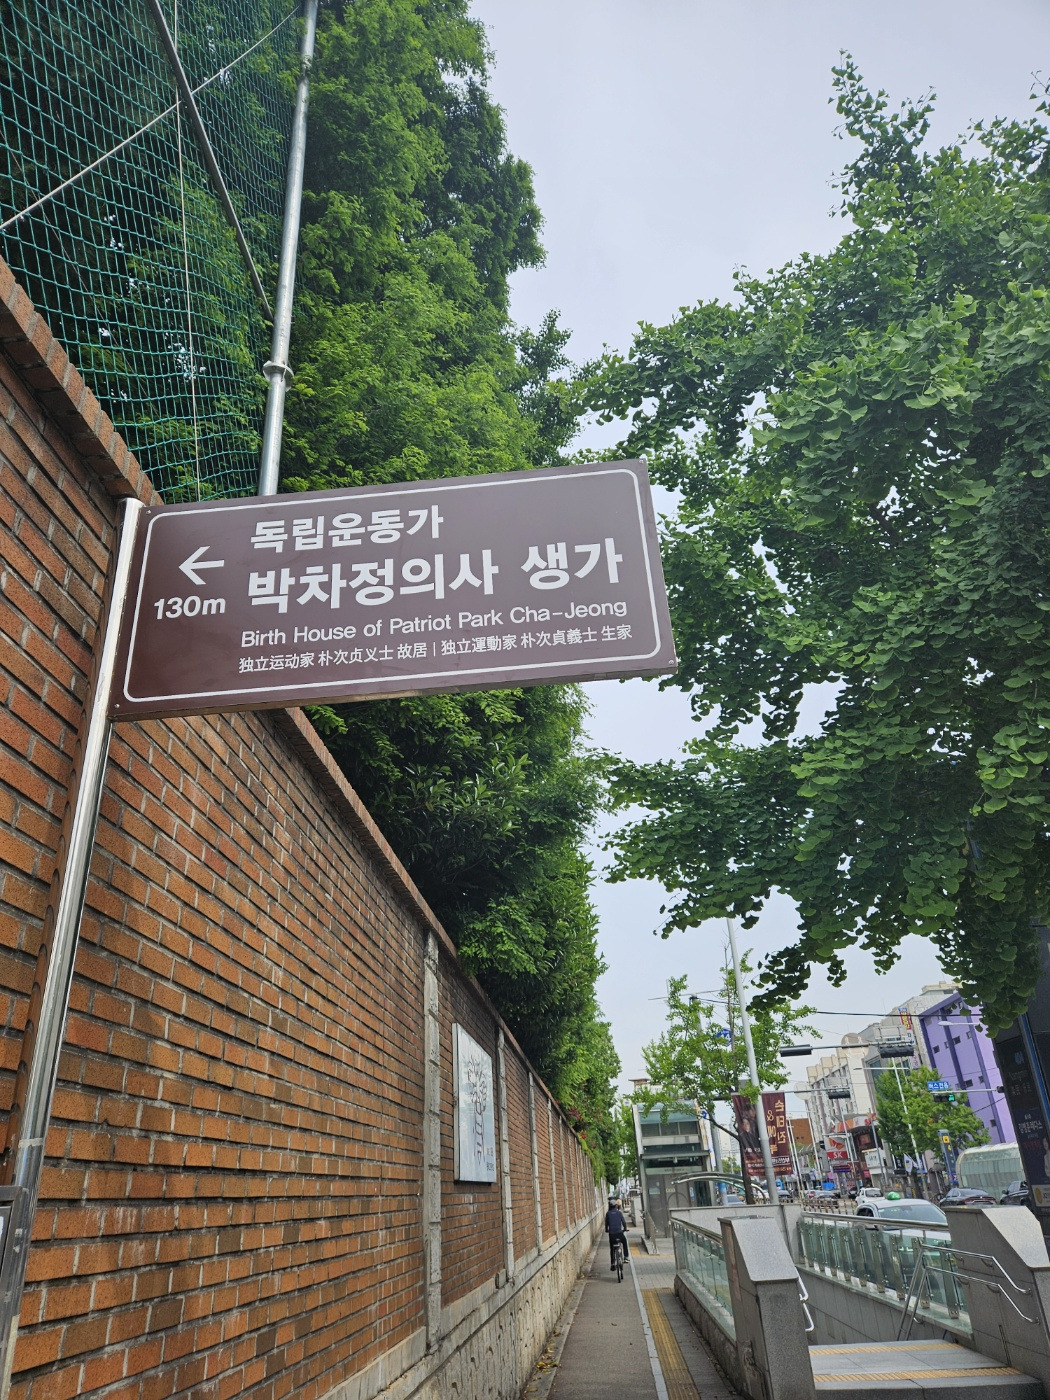 독립운동가
←
130m
박차정의사 생가
Birth House of Patriot Park Cha-Jeong
独立运动家 朴次贞义士 故居 | 独立運動家 朴次貞義士 生家